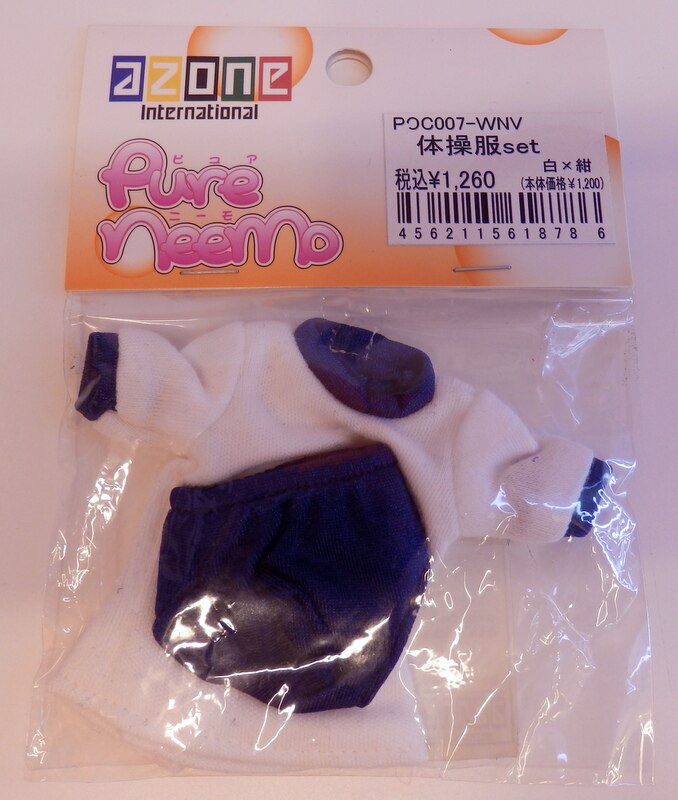 azone
International
ピュア
Pure
ニーモ
neemo
POC007-WNV
体操服set
白×紺
税込¥1,260 (本体価格¥1,200)
4562115618786